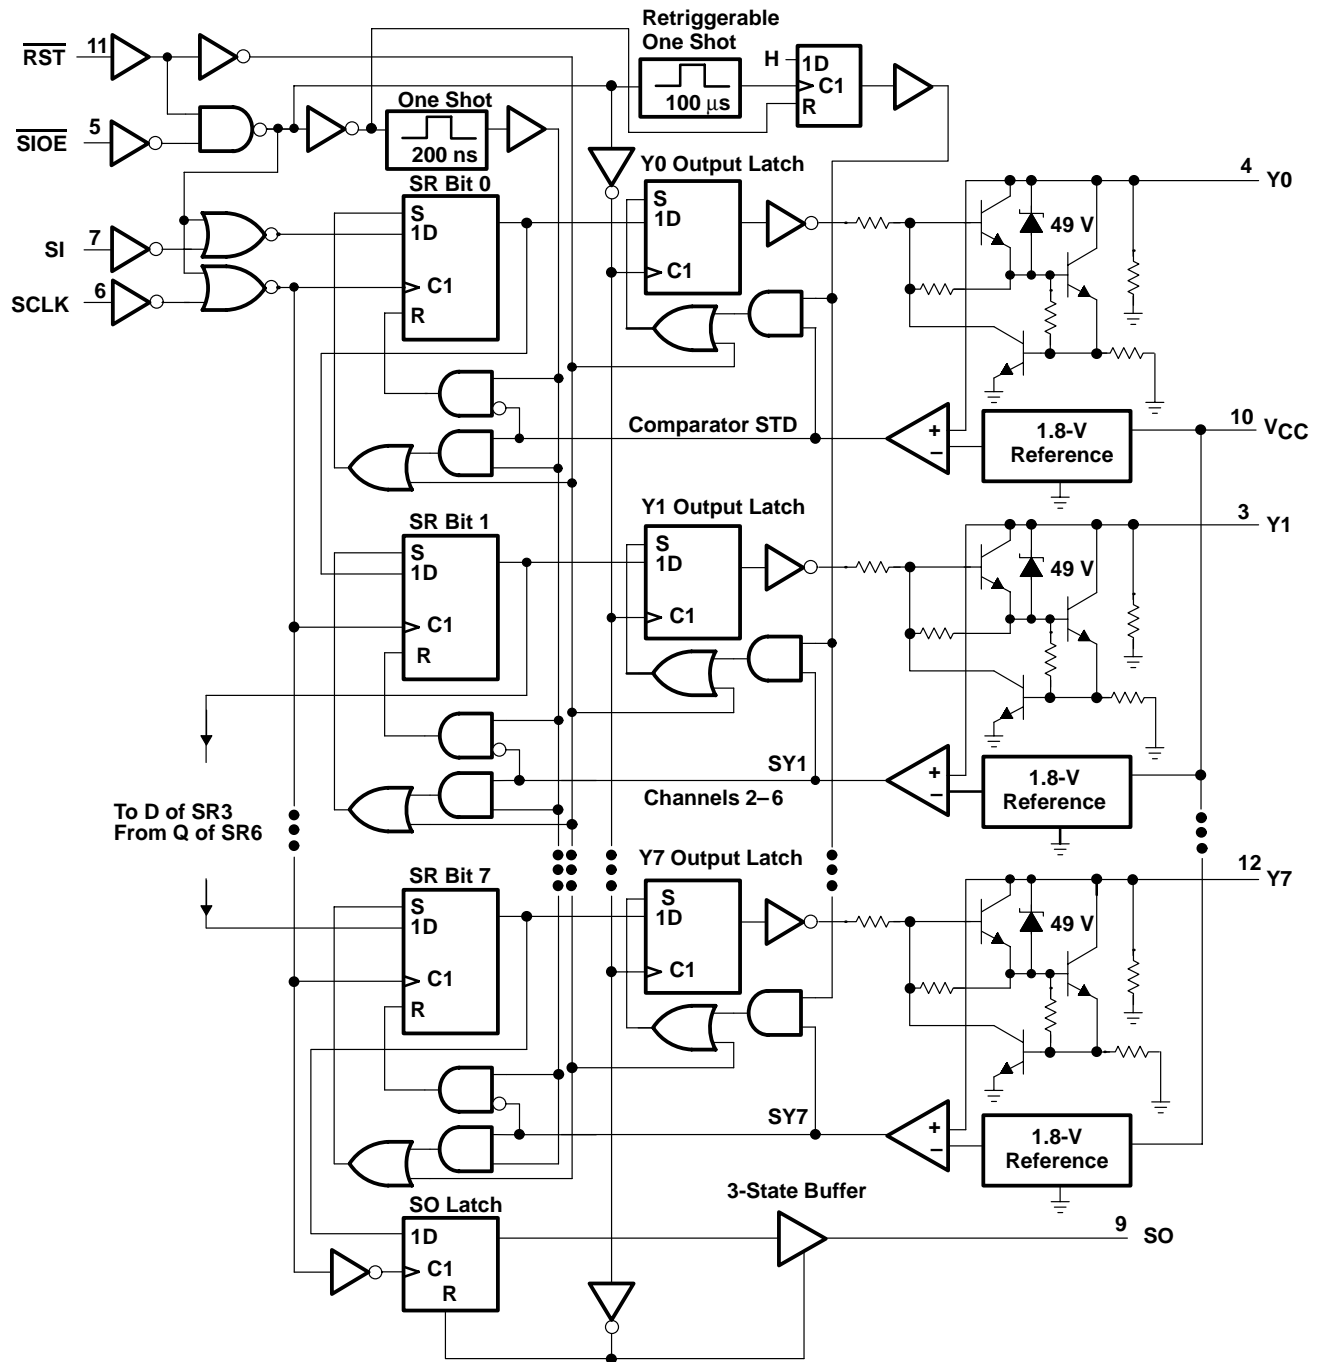 Retriggerable
One Shot
RST
11
H
1D
C1
R
100 μs
One Shot
200 ns
SIOE
5
Y0 Output Latch
SR Bit 0
S
1D
C1
R
S
1D
C1
4
Y0
49 V
SI
7
SCLK
6
Comparator STD
+
–
1.8-V
Reference
10
VCC
SR Bit 1
S
1D
C1
R
Y1 Output Latch
S
1D
C1
3
Y1
49 V
SY1
+
–
1.8-V
Reference
Channels 2–6
To D of SR3
From Q of SR6
SR Bit 7
S
1D
C1
R
Y7 Output Latch
S
1D
C1
12
Y7
49 V
SY7
+
–
1.8-V
Reference
SO Latch
1D
C1
R
3-State Buffer
9
SO